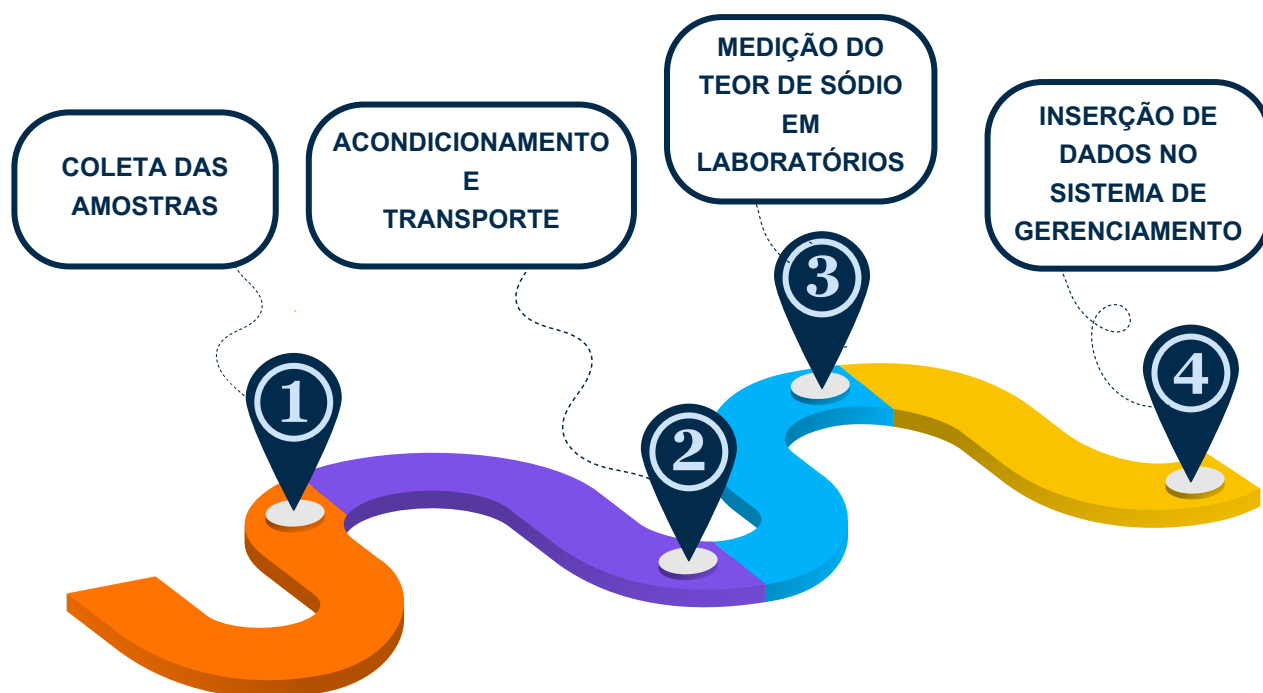 COLETA DAS
AMOSTRAS
1
ACONDICIONAMENTO
E
TRANSPORTE
2
MEDIÇÃO DO
TEOR DE SÓDIO
EM
LABORATÓRIOS
3
INSERÇÃO DE
DADOS NO
SISTEMA DE
GERENCIAMENTO
4